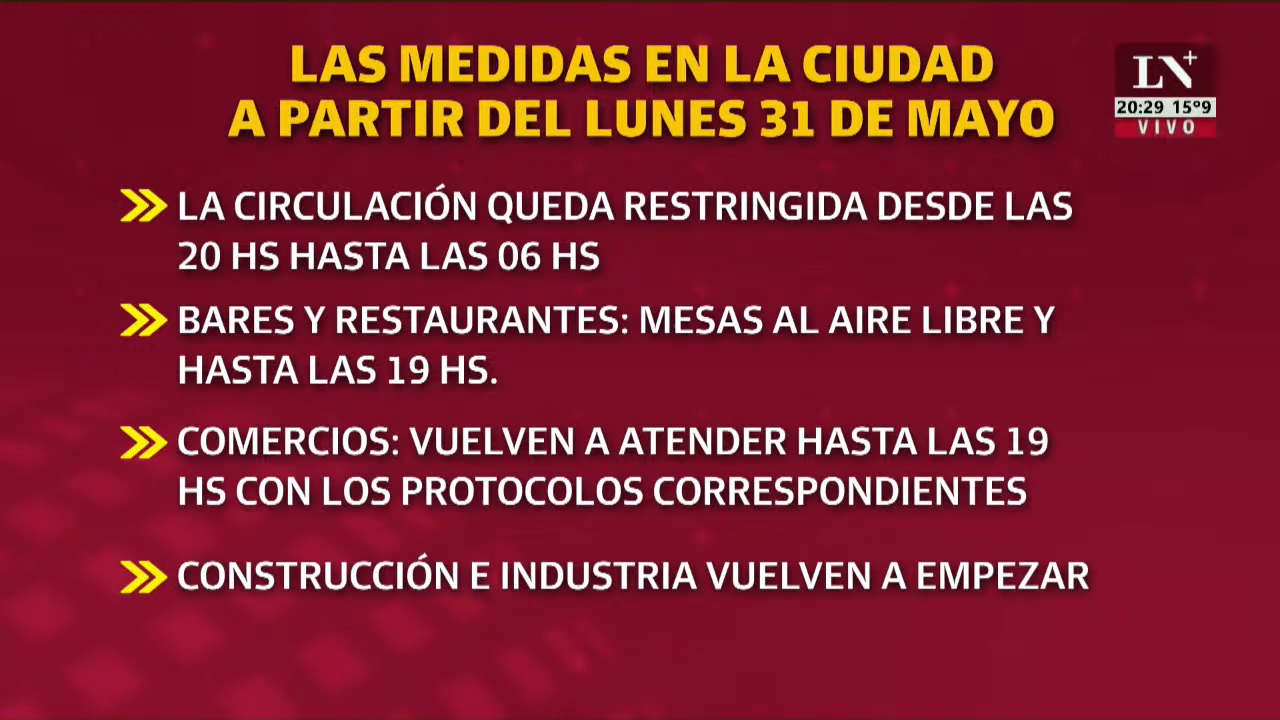 LAS MEDIDAS EN LA CIUDAD
A PARTIR DEL LUNES 31 DE MAYO
LN+
20:29 15º9
VIVO
LA CIRCULACIÓN QUEDA RESTRINGIDA DESDE LAS
20 HS HASTA LAS 06 HS
BARES Y RESTAURANTES: MESAS AL AIRE LIBRE Y
HASTA LAS 19 HS.
COMERCIOS: VUELVEN A ATENDER HASTA LAS 19
HS CON LOS PROTOCOLOS CORRESPONDIENTES
CONSTRUCCIÓN E INDUSTRIA VUELVEN A EMPEZAR